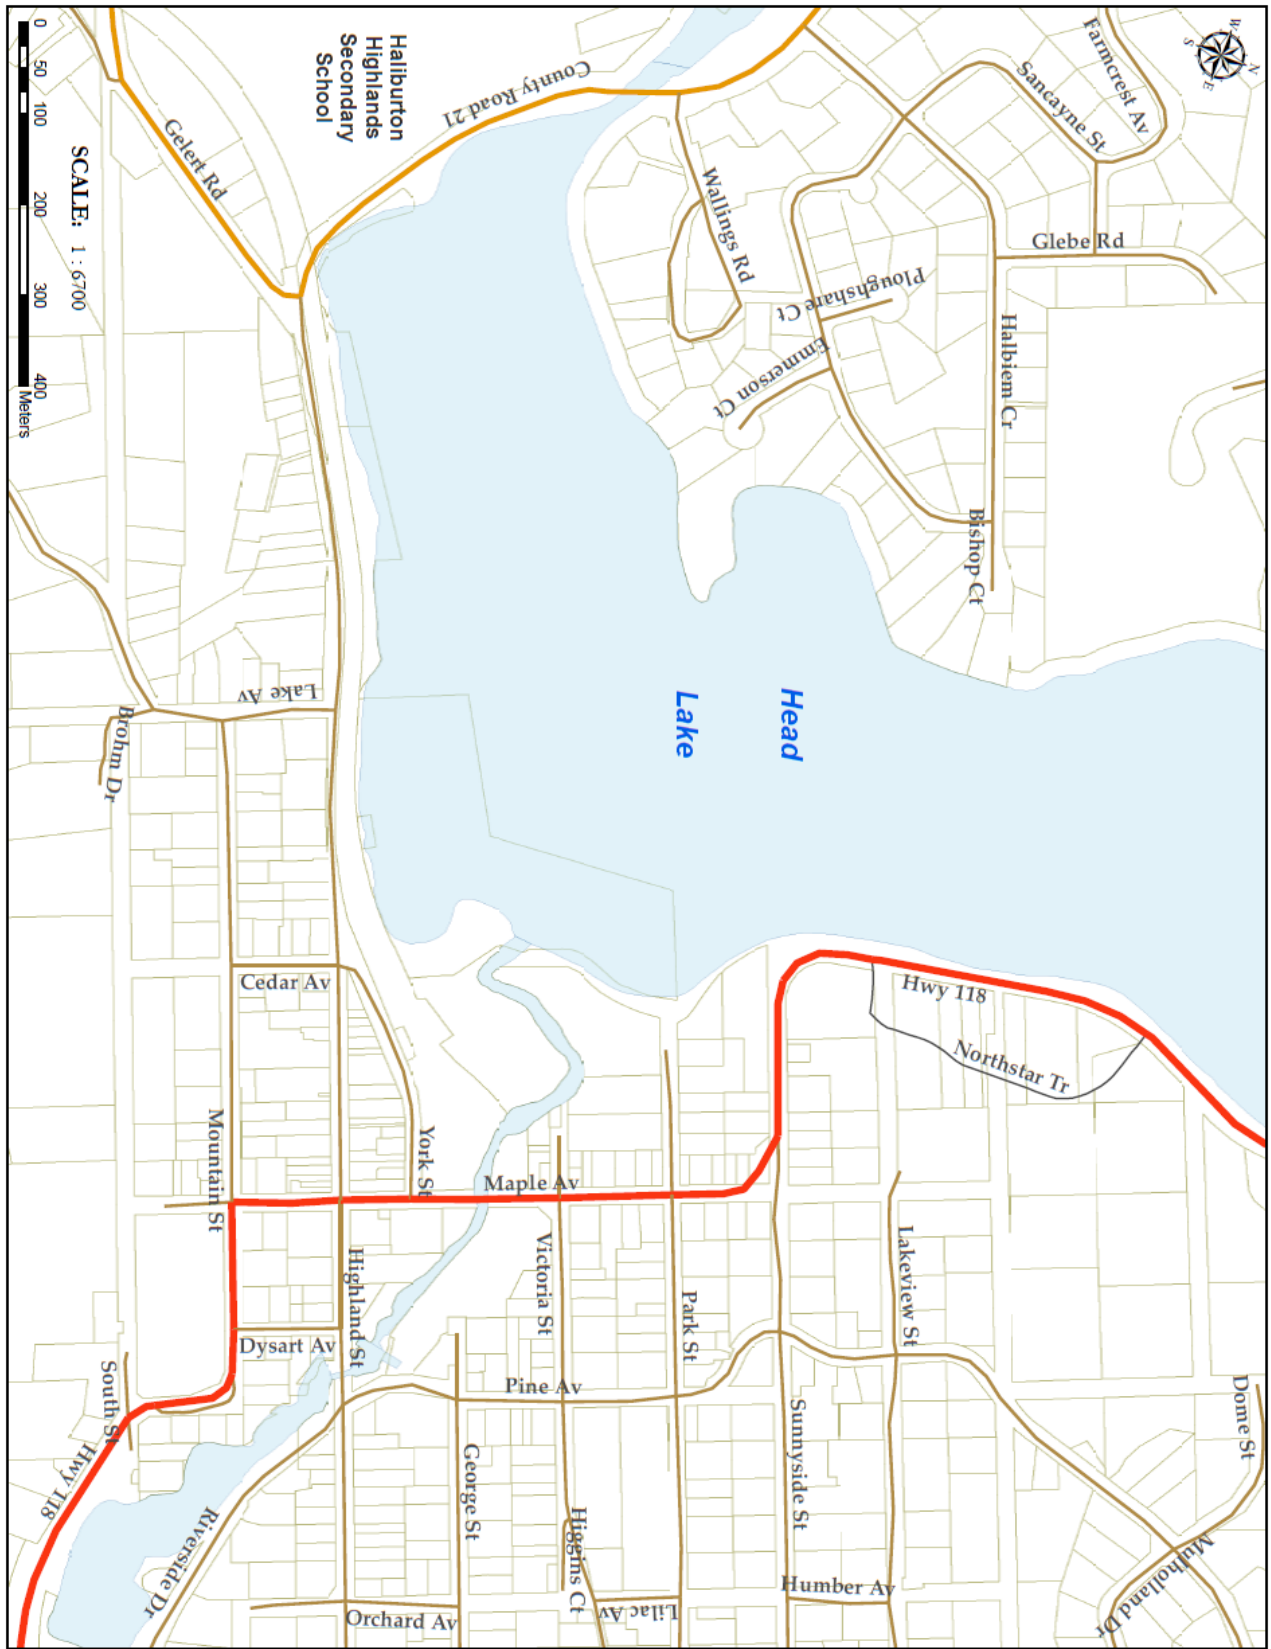 W
N
S
E
Farmcrest Av
Sancayne St
Glebe Rd
Halbiem Cr
Bishop Ct
Ploughshare Ct
Emmerson Ct
Wallings Rd
County Road 21
Haliburton
Highlands
Secondary
School
Gelert Rd
SCALE: 1 : 6700
0 50 100 200 300 400
Meters
Head
Lake
Lake Av
Brohm Dr
Cedar Av
Hwy 118
Northstar Tr
Mountain St
York St
Maple Av
Highland St
Victoria St
Park St
Lakeview St
Dysart Av
Pine Av
South St
Hwy 118
Sunnyside St
Dome St
George St
Higgins Ct
Riverside Dr
Orchard Av
Lilac Av
Humber Av
Mulholland Dr